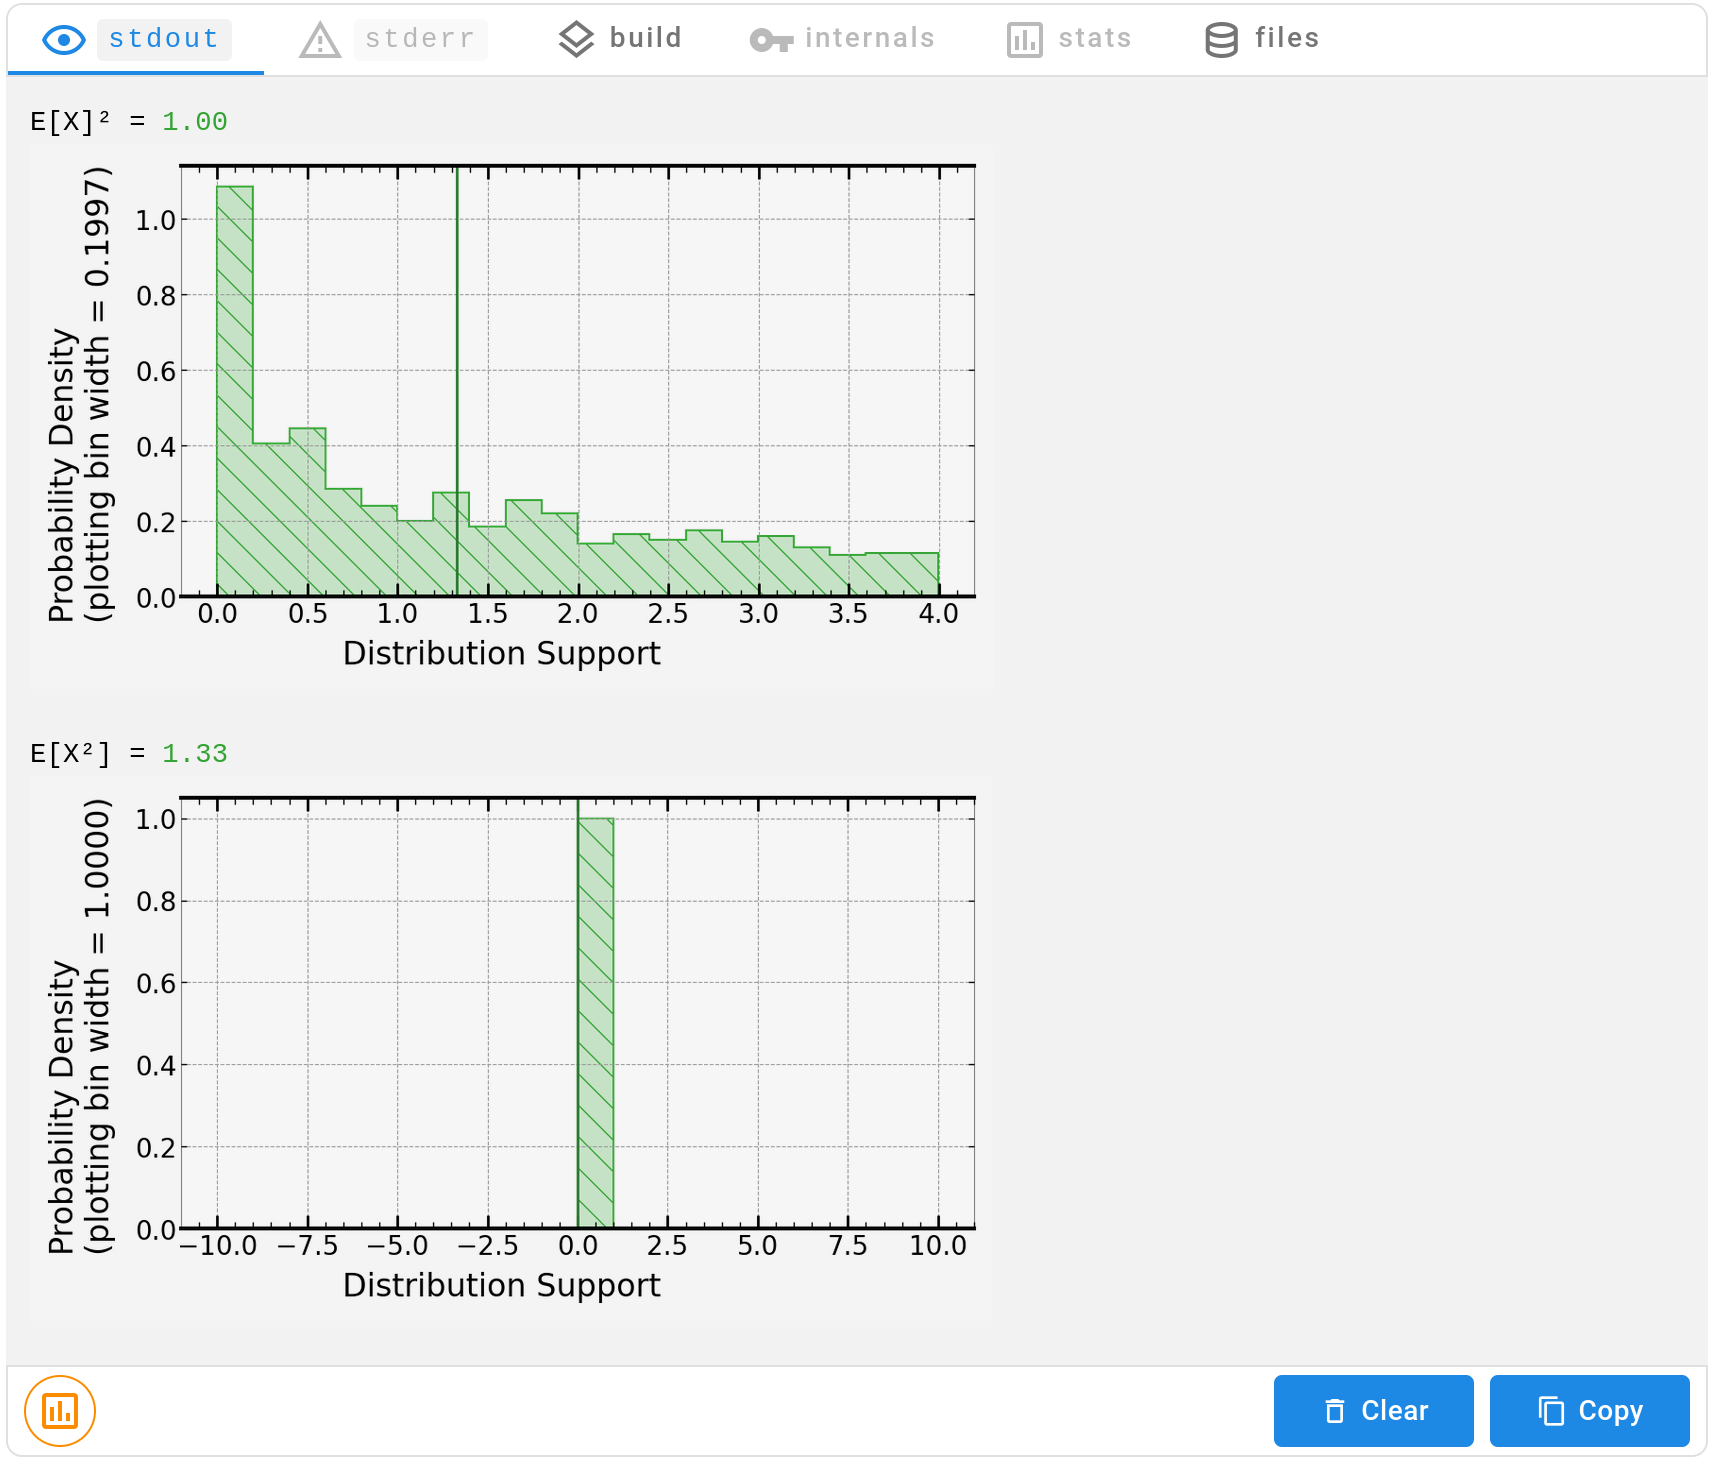 stdout stderr build internals stats files
E[X]² = 1.00
Probability Density
(plotting bin width = 0.1997)
1.0
0.8
0.6
0.4
0.2
0.0
0.0 0.5 1.0 1.5 2.0 2.5 3.0 3.5 4.0
Distribution Support
E[X²] = 1.33
Probability Density
(plotting bin width = 1.0000)
1.0
0.8
0.6
0.4
0.2
0.0
−10.0 −7.5 −5.0 −2.5 0.0 2.5 5.0 7.5 10.0
Distribution Support
Clear Copy